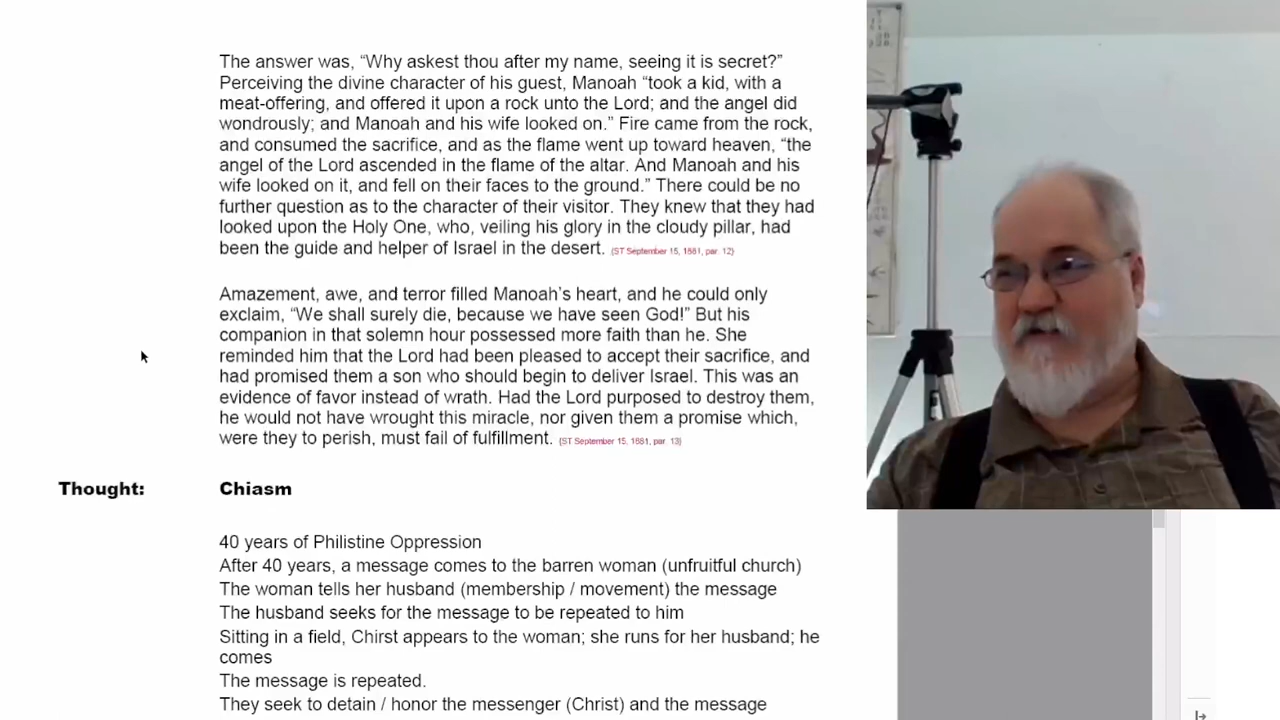 The answer was, “Why askest thou after my name, seeing it is secret?”
Perceiving the divine character of his guest, Manoah “took a kid, with a
meat-offering, and offered it upon a rock unto the Lord; and the angel did
wondrously; and Manoah and his wife looked on.” Fire came from the rock,
and consumed the sacrifice, and as the flame went up toward heaven, “the
angel of the Lord ascended in the flame of the altar. And Manoah and his
wife looked on it, and fell on their faces to the ground.” There could be no
further question as to the character of their visitor. They knew that they had
looked upon the Holy One, who, veiling his glory in the cloudy pillar, had
been the guide and helper of Israel in the desert. {ST September 15, 1881, par. 12}
Amazement, awe, and terror filled Manoah’s heart, and he could only
exclaim, “We shall surely die, because we have seen God!” But his
companion in that solemn hour possessed more faith than he. She
reminded him that the Lord had been pleased to accept their sacrifice, and
had promised them a son who should begin to deliver Israel. This was an
evidence of favor instead of wrath. Had the Lord purposed to destroy them,
he would not have wrought this miracle, nor given them a promise which,
were they to perish, must fail of fulfillment. {ST September 15, 1881, par. 13}
Thought: Chiasm
40 years of Philistine Oppression
After 40 years, a message comes to the barren woman (unfruitful church)
The woman tells her husband (membership / movement) the message
The husband seeks for the message to be repeated to him
Sitting in a field, Chirst appears to the woman; she runs for her husband; he
comes
The message is repeated.
They seek to detain / honor the messenger (Christ) and the message